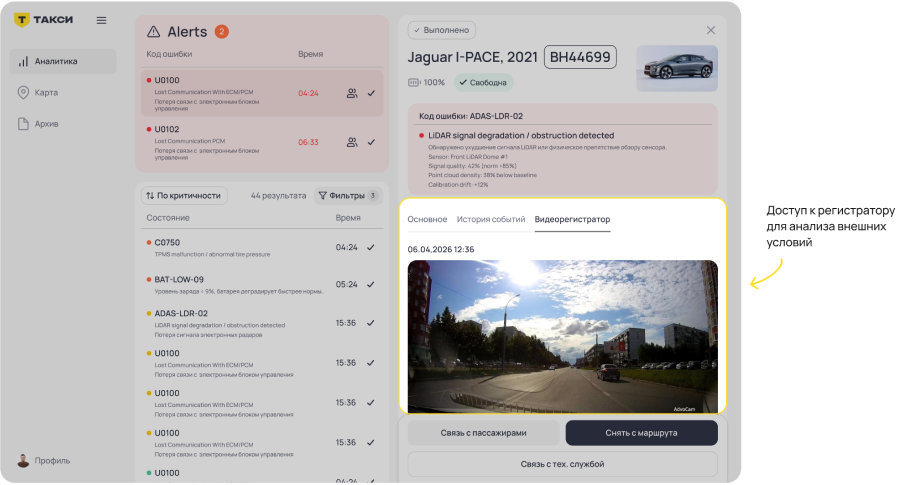 ТАКСИ
Аналитика
Карта
Архив
Профиль
Alerts 2
Код ошибки Время
U0100
Lost Communication With ECM/PCM
Потеря связи с электронным блоком
управления
04:24
U0102
Lost Communication PCM
Потеря связи с электронным блоком
управления
06:33
По критичности 44 результата Фильтры 3
Состояние Время
C0750
TPMS malfunction / abnormal tire pressure
04:24
BAT-LOW-09
Уровень заряда < 9%, батарея деградирует быстрее нормы.
05:24
ADAS-LDR-02
LiDAR signal degradation / obstruction detected
Потеря сигнала электронных радаров
15:36
U0100
Lost Communication With ECM/PCM
Потеря связи с электронным блоком управления
15:36
U0100
Lost Communication With ECM/PCM
Потеря связи с электронным блоком управления
15:36
U0100
Lost Communication With ECM/PCM
Потеря связи с электронным блоком управления
15:36
U0100
04:24
Выполнено
Jaguar I-PACE, 2021 BH44699
100% Свободна
Код ошибки: ADAS-LDR-02
LiDAR signal degradation / obstruction detected
Обнаружено ухудшение сигнала LiDAR или физическое препятствие обзору сенсора.
Sensor: Front LiDAR Dome #1
Signal quality: 42% (norm >85%)
Point cloud density: 38% below baseline
Calibration drift: +12%
Основное История событий Видеорегистратор
06.04.2026 12:36
AdvoCam
Связь с пассажирами Снять с маршрута
Связь с тех. службой
Доступ к регистратору
для анализа внешних
условий